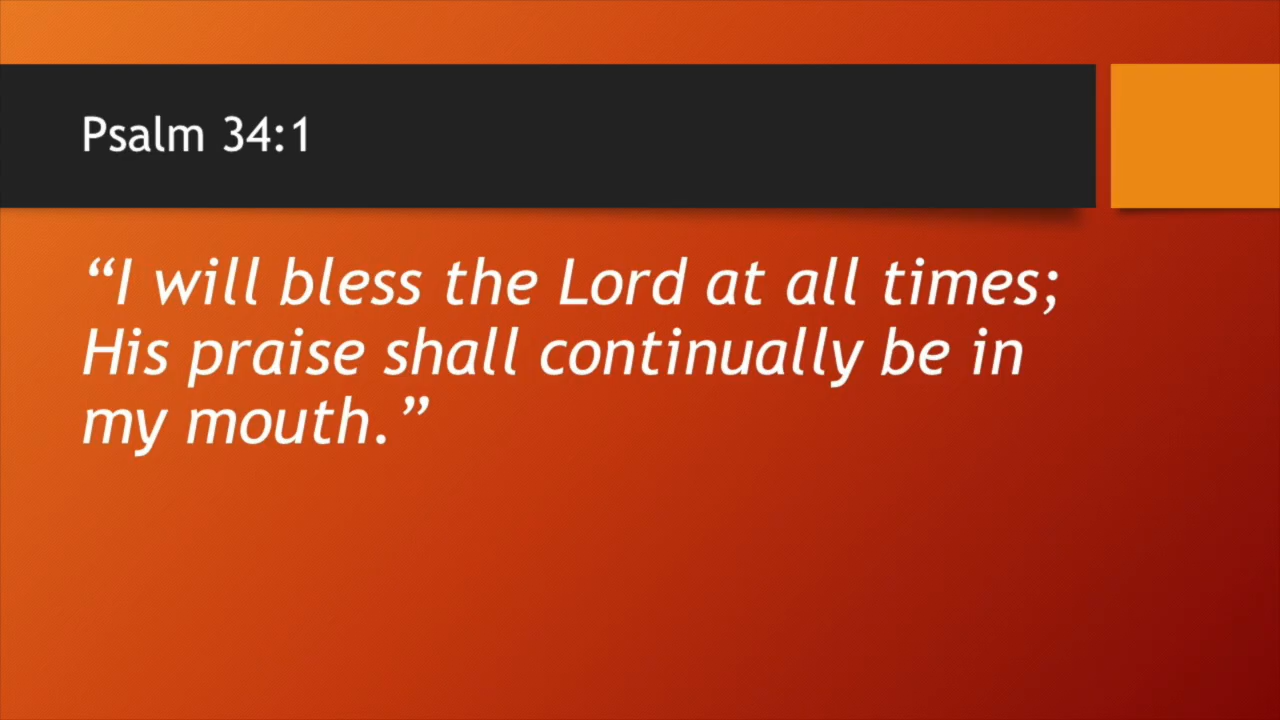 Psalm 34:1
“I will bless the Lord at all times;
His praise shall continually be in
my mouth.”